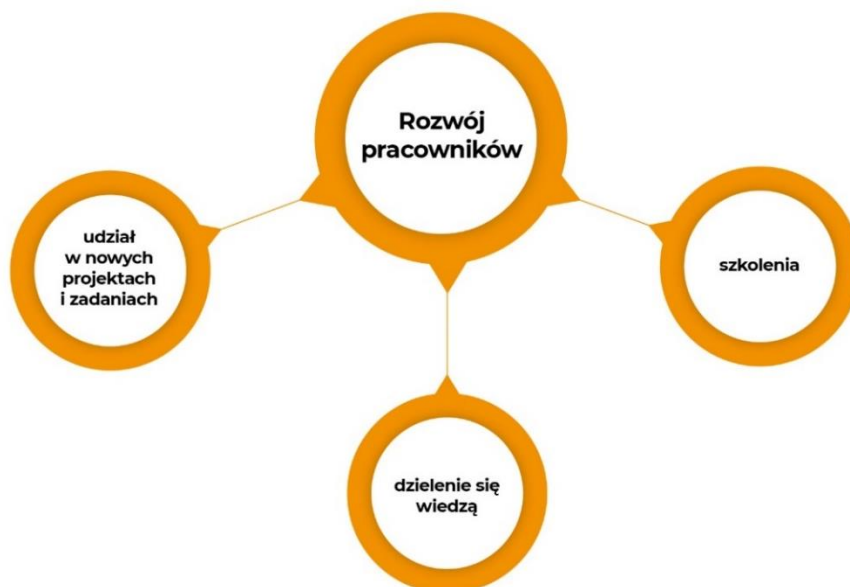 Rozwój
pracowników
udział
w nowych
projektach
i zadaniach
szkolenia
dzielenie się
wiedzą